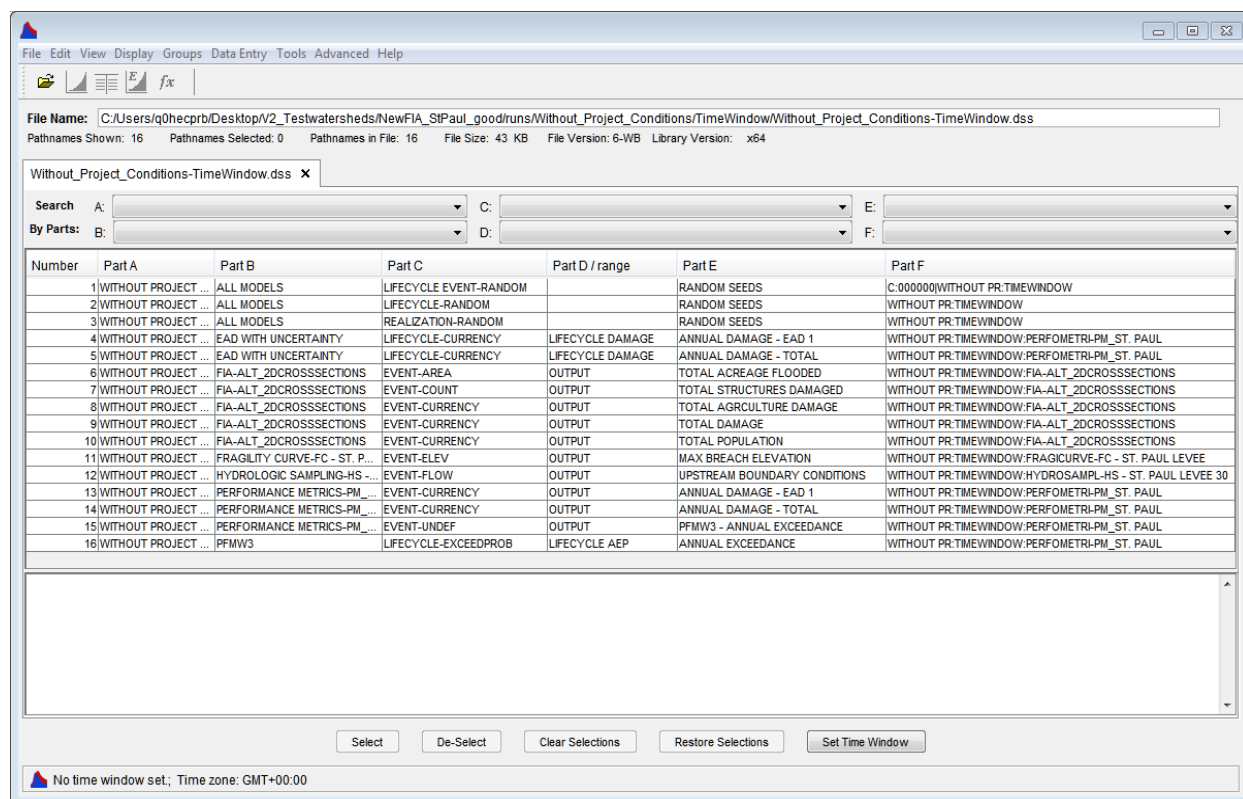 File Edit View Display Groups Data Entry Tools Advanced Help
E fx
File Name: C:/Users/q0hecprb/Desktop/V2_Testwatersheds/NewFIA_StPaul_good/runs/Without_Project_Conditions/TimeWindow/Without_Project_Conditions-TimeWindow.dss
Pathnames Shown: 16 Pathnames Selected: 0 Pathnames in File: 16 File Size: 43 KB File Version: 6-WB Library Version: x64
Without_Project_Conditions-TimeWindow.dss X
Search A: C: E:
By Parts: B: D: F:
Number Part A Part B Part C Part D / range Part E Part F
1 WITHOUT PROJECT ... ALL MODELS LIFECYCLE EVENT-RANDOM RANDOM SEEDS C:000000|WITHOUT PR:TIMEWINDOW
2 WITHOUT PROJECT ... ALL MODELS LIFECYCLE-RANDOM RANDOM SEEDS WITHOUT PR:TIMEWINDOW
3 WITHOUT PROJECT ... ALL MODELS REALIZATION-RANDOM RANDOM SEEDS WITHOUT PR:TIMEWINDOW
4 WITHOUT PROJECT ... EAD WITH UNCERTAINTY LIFECYCLE-CURRENCY LIFECYCLE DAMAGE ANNUAL DAMAGE - EAD 1 WITHOUT PR:TIMEWINDOW:PERFOMETRI-PM_ST. PAUL
5 WITHOUT PROJECT ... EAD WITH UNCERTAINTY LIFECYCLE-CURRENCY LIFECYCLE DAMAGE ANNUAL DAMAGE - TOTAL WITHOUT PR:TIMEWINDOW:PERFOMETRI-PM_ST. PAUL
6 WITHOUT PROJECT ... FIA-ALT_2DCROSSSECTIONS EVENT-AREA OUTPUT TOTAL ACREAGE FLOODED WITHOUT PR:TIMEWINDOW:FIA-ALT_2DCROSSSECTIONS
7 WITHOUT PROJECT ... FIA-ALT_2DCROSSSECTIONS EVENT-COUNT OUTPUT TOTAL STRUCTURES DAMAGED WITHOUT PR:TIMEWINDOW:FIA-ALT_2DCROSSSECTIONS
8 WITHOUT PROJECT ... FIA-ALT_2DCROSSSECTIONS EVENT-CURRENCY OUTPUT TOTAL AGRCULTURE DAMAGE WITHOUT PR:TIMEWINDOW:FIA-ALT_2DCROSSSECTIONS
9 WITHOUT PROJECT ... FIA-ALT_2DCROSSSECTIONS EVENT-CURRENCY OUTPUT TOTAL DAMAGE WITHOUT PR:TIMEWINDOW:FIA-ALT_2DCROSSSECTIONS
10 WITHOUT PROJECT ... FIA-ALT_2DCROSSSECTIONS EVENT-CURRENCY OUTPUT TOTAL POPULATION WITHOUT PR:TIMEWINDOW:FIA-ALT_2DCROSSSECTIONS
11 WITHOUT PROJECT ... FRAGILITY CURVE-FC - ST. P... EVENT-ELEV OUTPUT MAX BREACH ELEVATION WITHOUT PR:TIMEWINDOW:FRAGICURVE-FC - ST. PAUL LEVEE
12 WITHOUT PROJECT ... HYDROLOGIC SAMPLING-HS -... EVENT-FLOW OUTPUT UPSTREAM BOUNDARY CONDITIONS WITHOUT PR:TIMEWINDOW:HYDROSAMPL-HS - ST. PAUL LEVEE 30
13 WITHOUT PROJECT ... PERFORMANCE METRICS-PM_... EVENT-CURRENCY OUTPUT ANNUAL DAMAGE - EAD 1 WITHOUT PR:TIMEWINDOW:PERFOMETRI-PM_ST. PAUL
14 WITHOUT PROJECT ... PERFORMANCE METRICS-PM_... EVENT-CURRENCY OUTPUT ANNUAL DAMAGE - TOTAL WITHOUT PR:TIMEWINDOW:PERFOMETRI-PM_ST. PAUL
15 WITHOUT PROJECT ... PERFORMANCE METRICS-PM_... EVENT-UNDEF OUTPUT PFMW3 - ANNUAL EXCEEDANCE WITHOUT PR:TIMEWINDOW:PERFOMETRI-PM_ST. PAUL
16 WITHOUT PROJECT ... PFMW3 LIFECYCLE-EXCEEDPROB LIFECYCLE AEP ANNUAL EXCEEDANCE WITHOUT PR:TIMEWINDOW:PERFOMETRI-PM_ST. PAUL
Select De-Select Clear Selections Restore Selections Set Time Window
No time window set.; Time zone: GMT+00:00